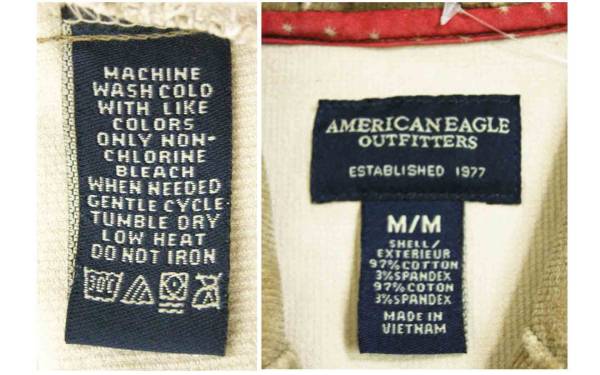 MACHINE
WASH COLD
WITH LIKE
COLORS
ONLY NON-
CHLORINE
BLEACH
WHEN NEEDED
GENTLE CYCLE
TUMBLE DRY
LOW HEAT
DO NOT IRON
30C
AMERICAN EAGLE
OUTFITTERS
ESTABLISHED 1977
M/M
SHELL/
EXTERIEUR
97% COTTON
3% SPANDEX
97% COTON
3% SPANDEX
MADE IN
VIETNAM